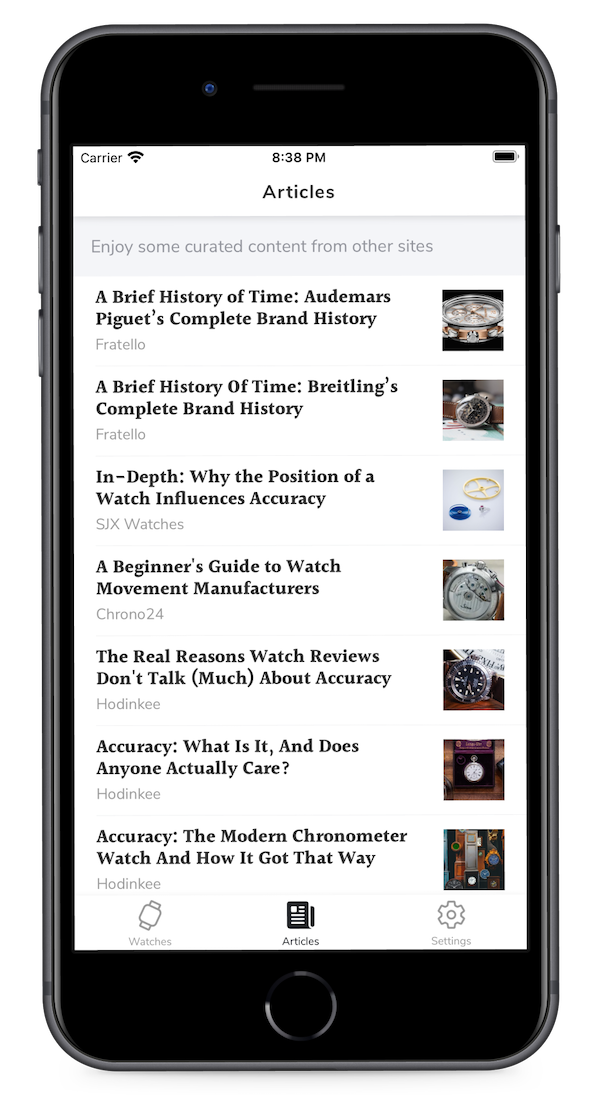 Carrier 8:38 PM
Articles
Enjoy some curated content from other sites
A Brief History of Time: Audemars
Piguet’s Complete Brand History
Fratello
A Brief History Of Time: Breitling’s
Complete Brand History
Fratello
In-Depth: Why the Position of a
Watch Influences Accuracy
SJX Watches
A Beginner's Guide to Watch
Movement Manufacturers
Chrono24
The Real Reasons Watch Reviews
Don't Talk (Much) About Accuracy
Hodinkee
Accuracy: What Is It, And Does
Anyone Actually Care?
Hodinkee
Accuracy: The Modern Chronometer
Watch And How It Got That Way
Hodinkee
Watches Articles Settings